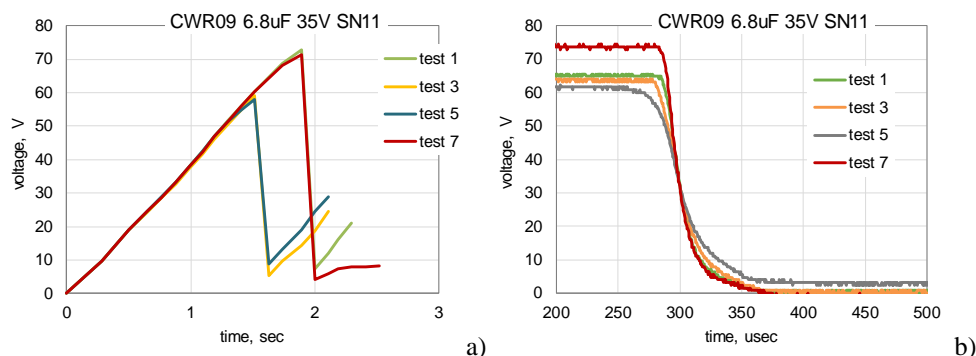 CWR09 6.8uF 35V SN11
80
70
60
50
40
30
20
10
0
voltage, V
0 1 2 3
time, sec
test 1
test 3
test 5
test 7
a)
CWR09 6.8uF 35V SN11
80
70
60
50
40
30
20
10
0
voltage, V
200 250 300 350 400 450 500
time, usec
test 1
test 3
test 5
test 7
b)